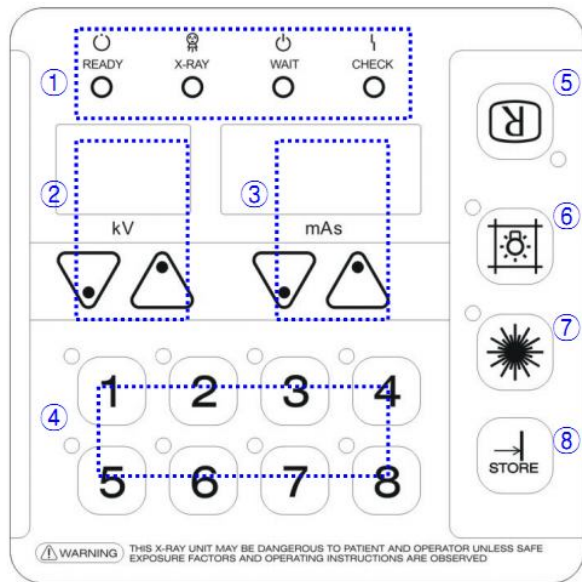 READY X-RAY WAIT CHECK
①
⑤
R
②
③
kV mAs
⑥
⑦
1 2 3 4
④
5 6 7 8
⑧
STORE
WARNING THIS X-RAY UNIT MAY BE DANGEROUS TO PATIENT AND OPERATOR UNLESS SAFE
EXPOSURE FACTORS AND OPERATING INSTRUCTIONS ARE OBSERVED